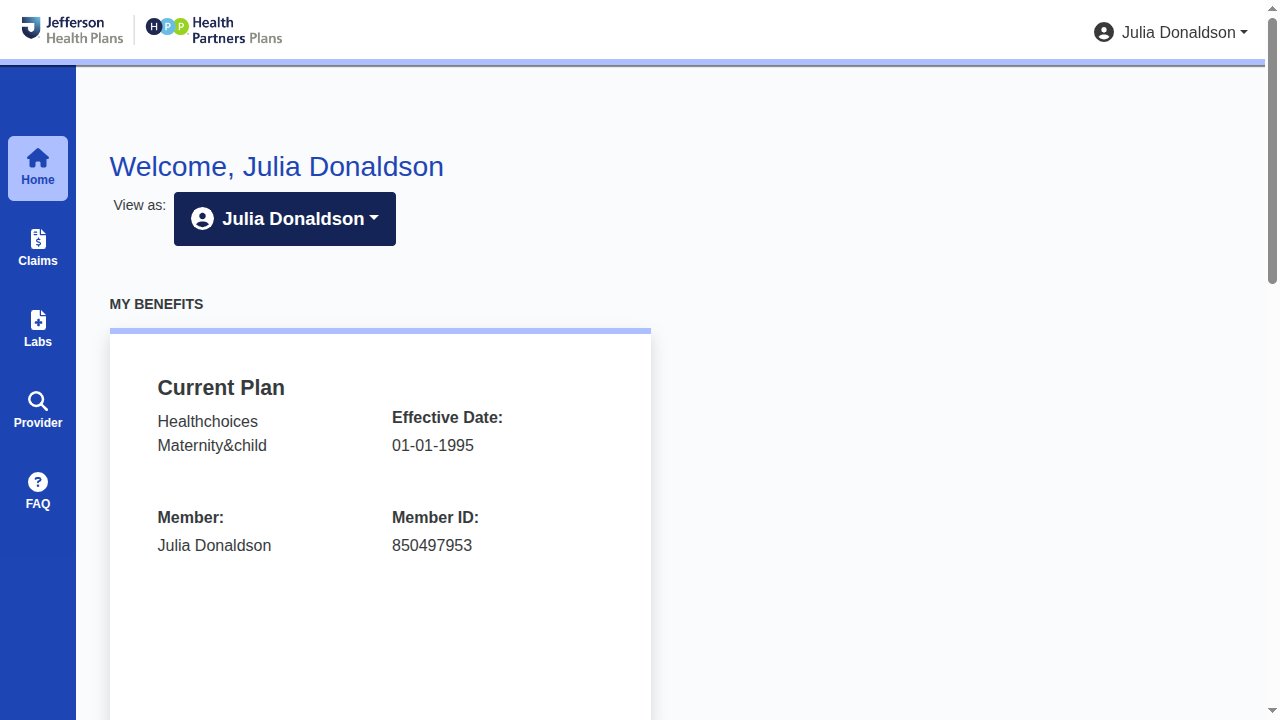 Jefferson
Health Plans
HPP Health
Partners Plans
Julia Donaldson
Home
Claims
Labs
Provider
FAQ
Welcome, Julia Donaldson
View as: Julia Donaldson
MY BENEFITS
Current Plan
Healthchoices
Maternity&child
Effective Date:
01-01-1995
Member:
Julia Donaldson
Member ID:
850497953